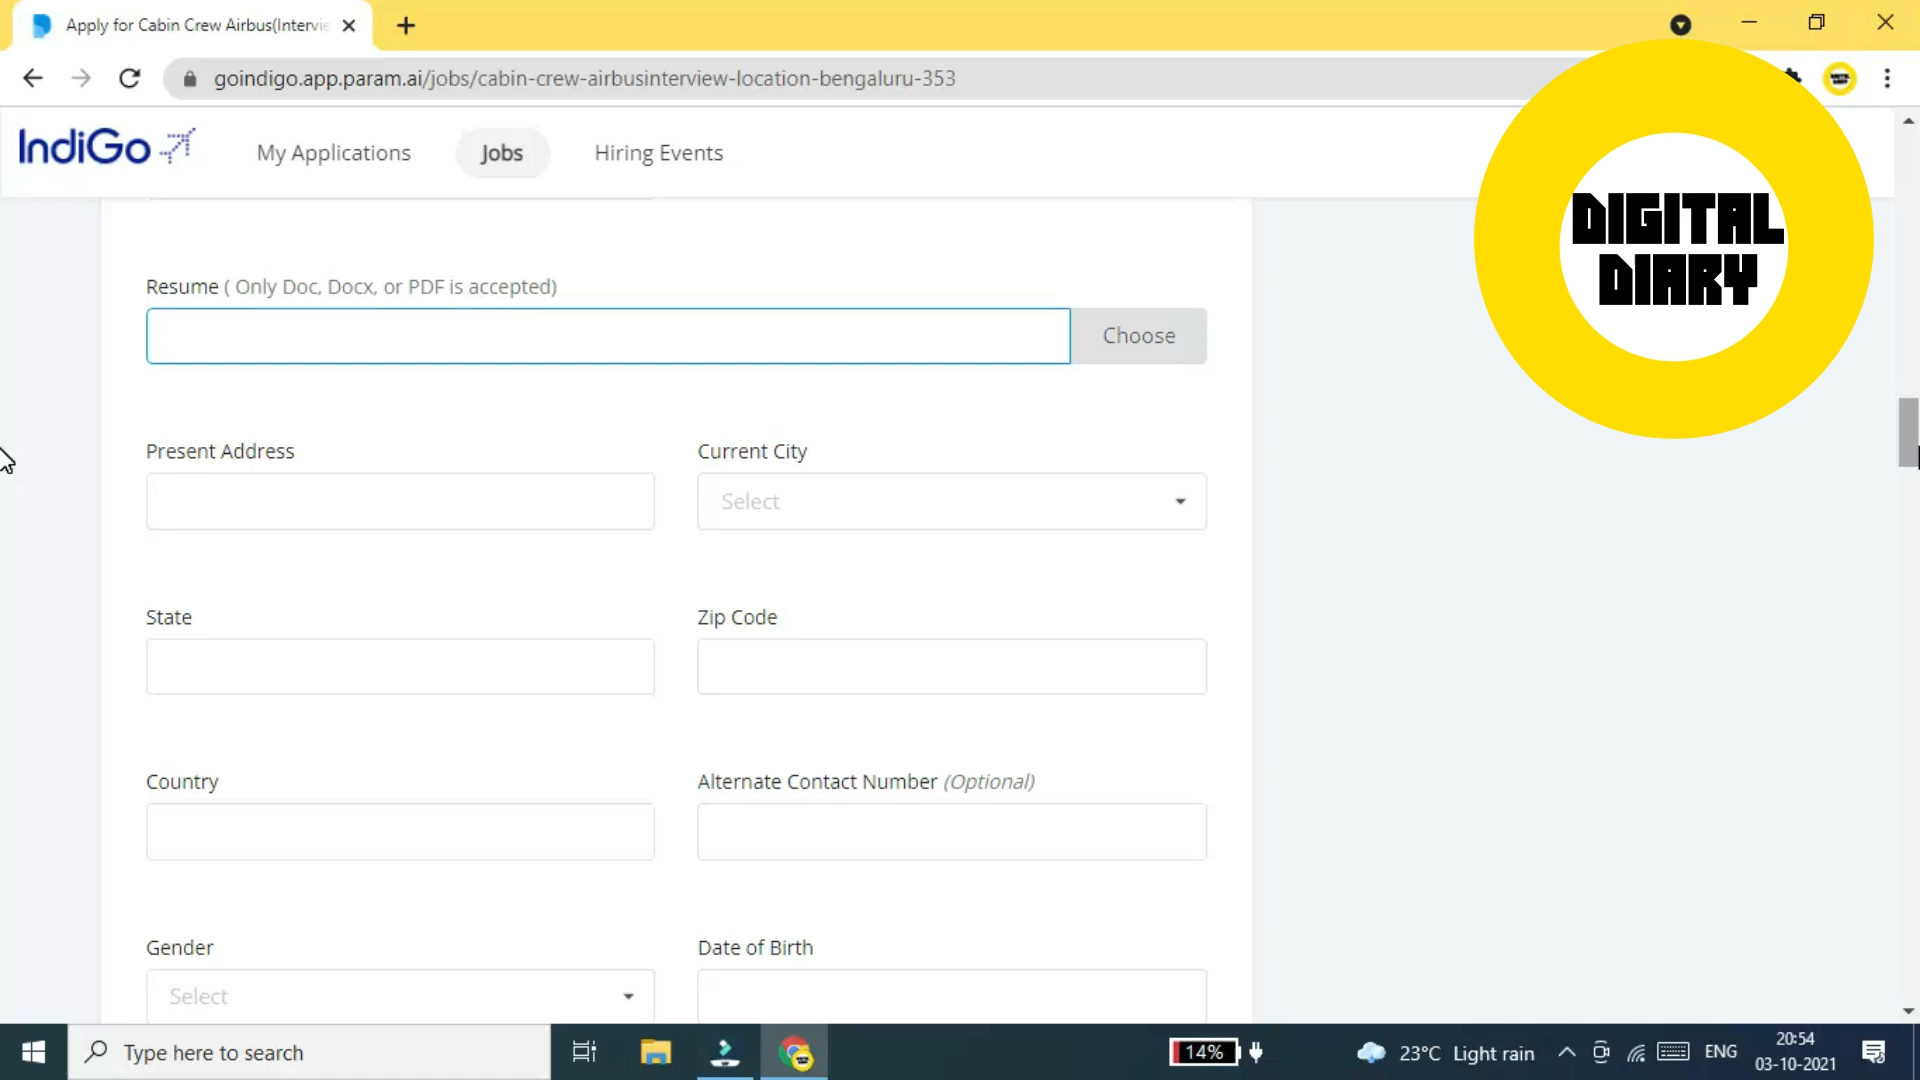 Apply for Cabin Crew Airbus(Intervie
goindigo.app.param.ai/jobs/cabin-crew-airbusinterview-location-bengaluru-353
IndiGo
My Applications
Jobs
Hiring Events
DIGITAL
DIARY
Resume ( Only Doc, Docx, or PDF is accepted)
Choose
Present Address
Current City
Select
State
Zip Code
Country
Alternate Contact Number (Optional)
Gender
Date of Birth
Select
Type here to search
14%
23°C Light rain
ENG
20:54
03-10-2021